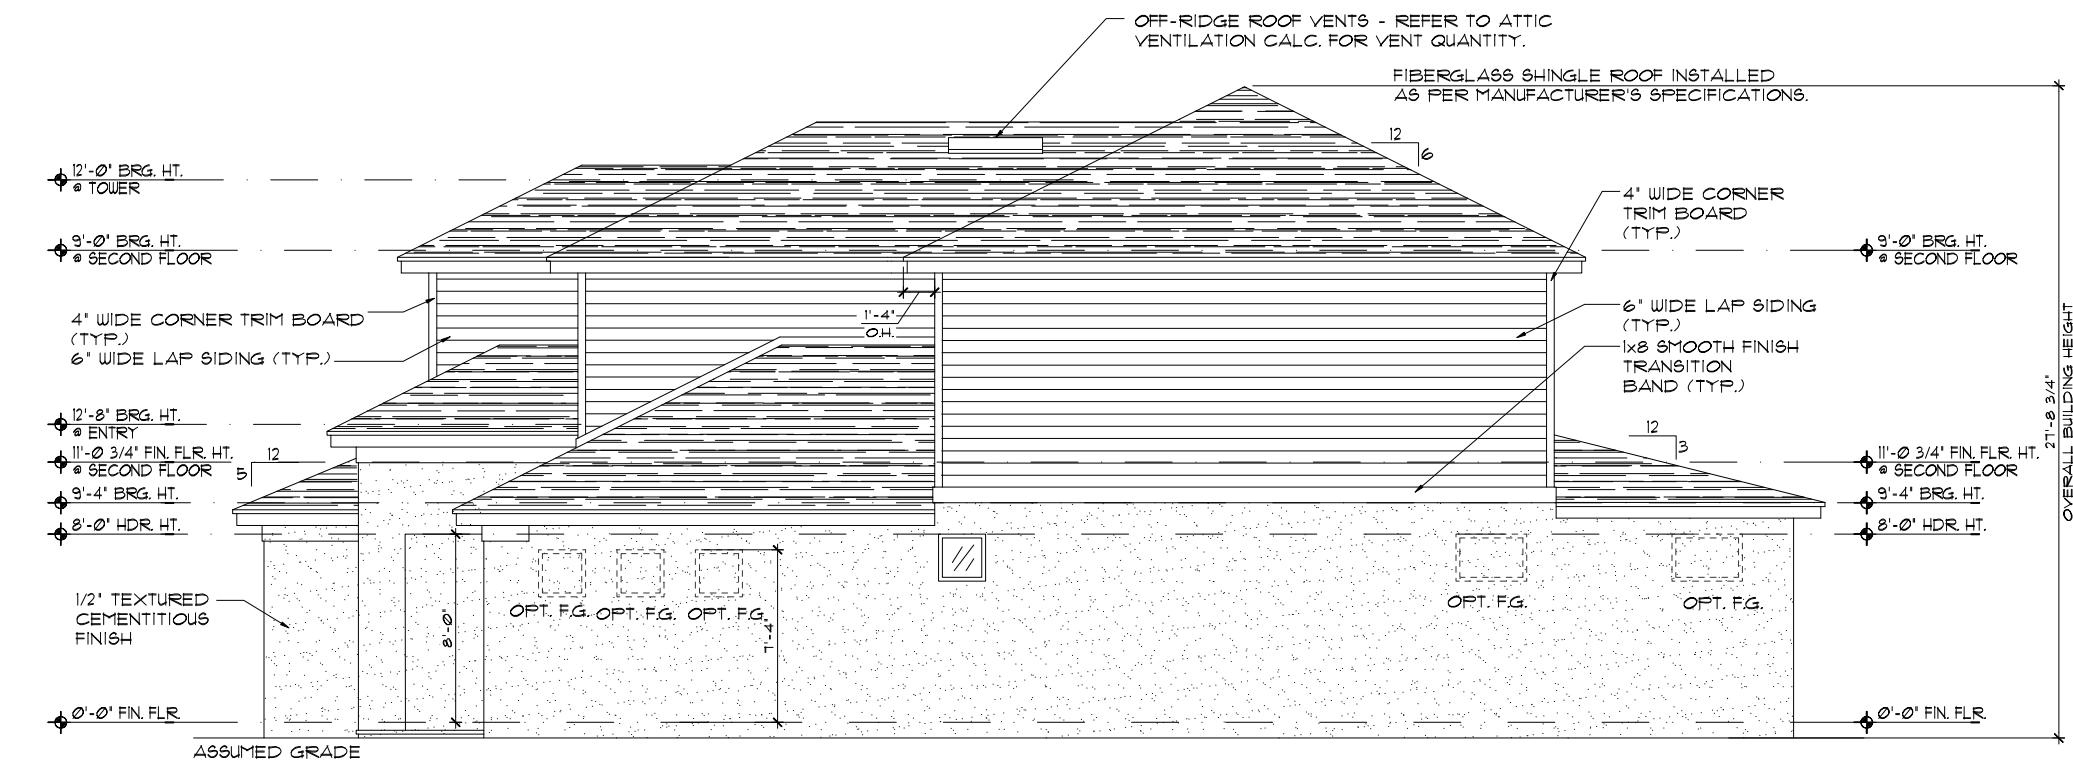 OFF-RIDGE ROOF VENTS - REFER TO ATTIC
VENTILATION CALC. FOR VENT QUANTITY.
FIBERGLASS SHINGLE ROOF INSTALLED
AS PER MANUFACTURER'S SPECIFICATIONS.
12
6
12'-0" BRG. HT.
@ TOWER
9'-0" BRG. HT.
@ SECOND FLOOR
4" WIDE CORNER TRIM BOARD
(TYP.)
6" WIDE LAP SIDING (TYP.)
12'-8" BRG. HT.
@ ENTRY
11'-0 3/4" FIN. FLR. HT.
@ SECOND FLOOR
12
5
9'-4" BRG. HT.
8'-0" HDR. HT.
1/2" TEXTURED
CEMENTITIOUS
FINISH
0'-0" FIN. FLR.
ASSUMED GRADE
1'-4"
O.H.
8'-0"
OPT. F.G.
OPT. F.G.
OPT. F.G.
7'-4"
OPT. F.G.
OPT. F.G.
4" WIDE CORNER
TRIM BOARD
(TYP.)
9'-0" BRG. HT.
@ SECOND FLOOR
6" WIDE LAP SIDING
(TYP.)
1x8 SMOOTH FINISH
TRANSITION
BAND (TYP.)
12
3
11'-0 3/4" FIN. FLR. HT.
@ SECOND FLOOR
9'-4" BRG. HT.
8'-0" HDR. HT.
0'-0" FIN. FLR.
27'-8 3/4"
OVERALL BUILDING HEIGHT